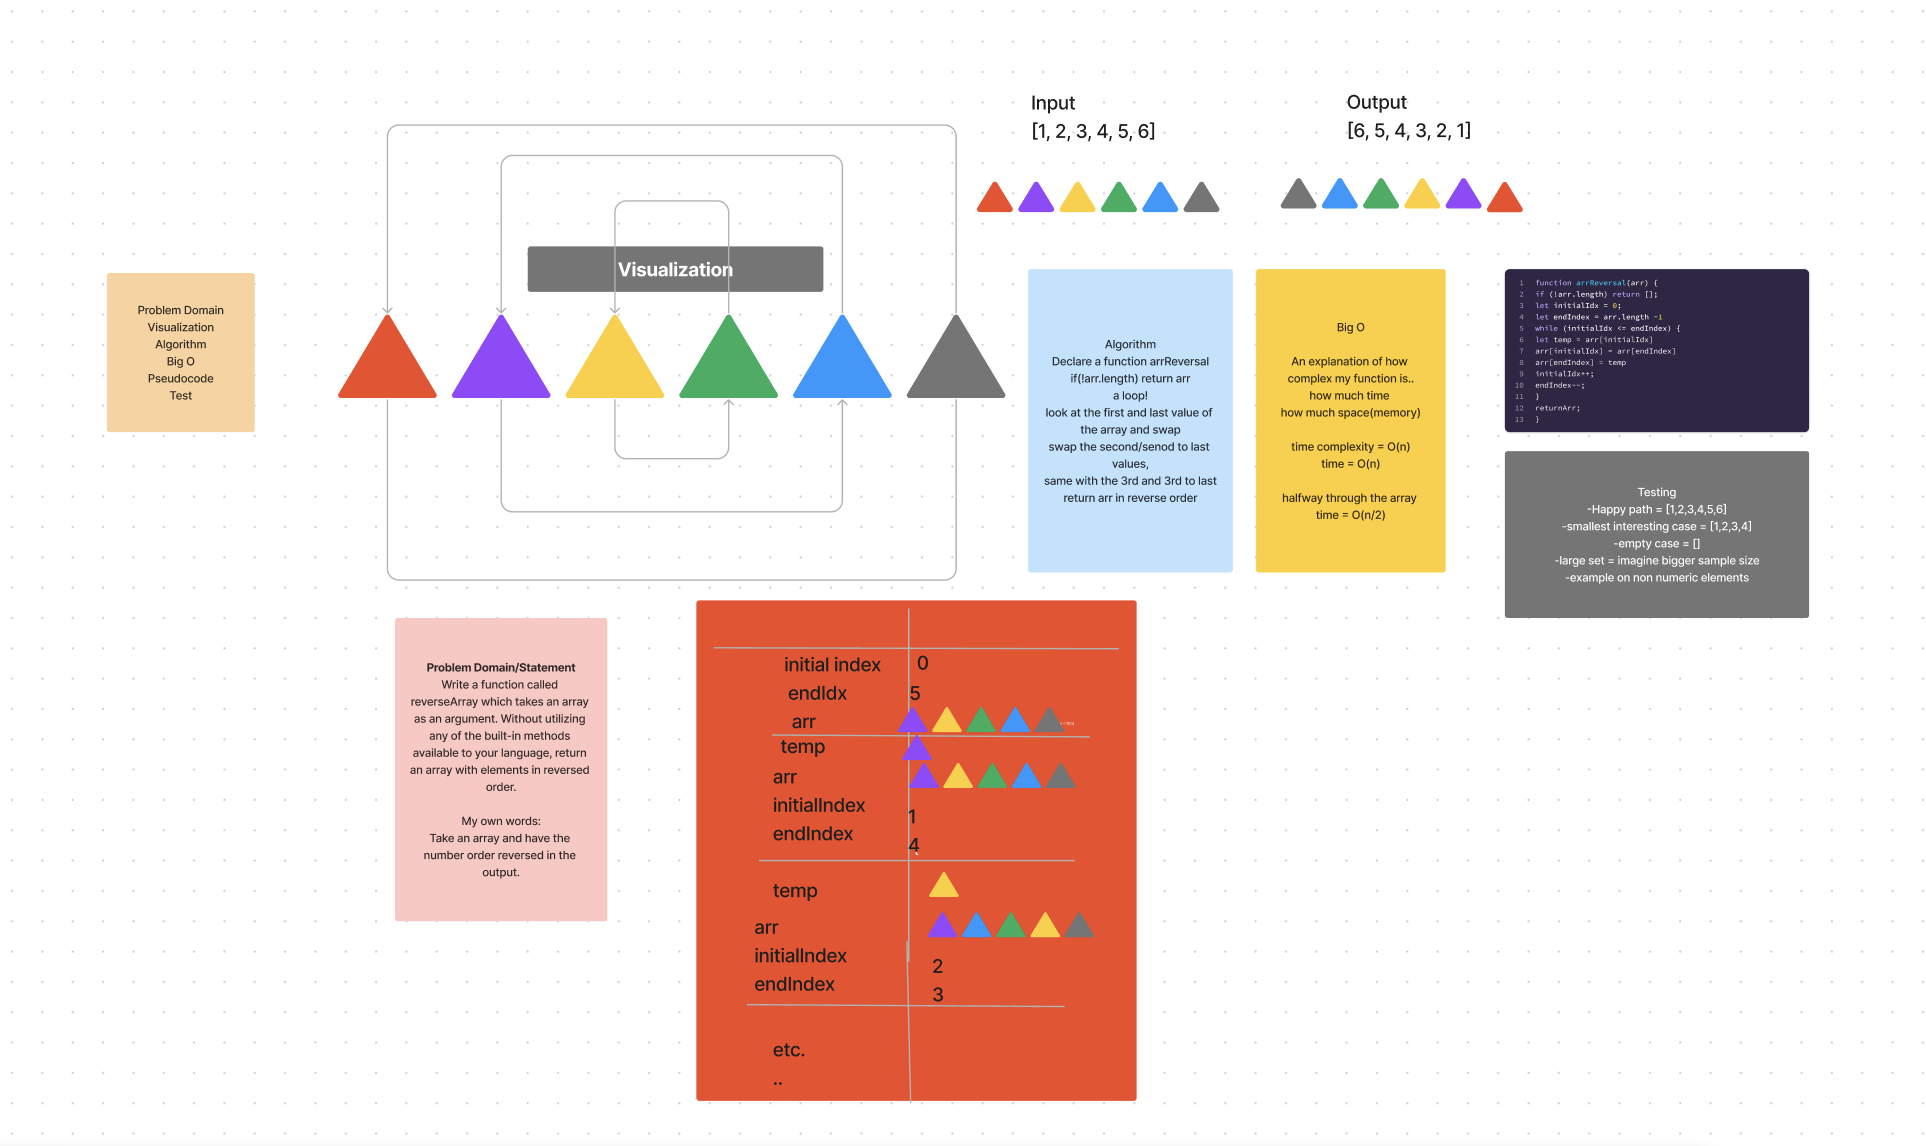 Input
[1, 2, 3, 4, 5, 6]
Output
[6, 5, 4, 3, 2, 1]
Visualization
Problem Domain
Visualization
Algorithm
Big O
Pseudocode
Test
Algorithm
Declare a function arrReversal
if(!arr.length) return arr
a loop!
look at the first and last value of
the array and swap
swap the second/senod to last
values,
same with the 3rd and 3rd to last
return arr in reverse order
Big O
An explanation of how
complex my function is..
how much time
how much space(memory)
time complexity = O(n)
time = O(n)
halfway through the array
time = O(n/2)
1 function arrReversal(arr) {
2 if (!arr.length) return [];
3 let initialIdx = 0;
4 let endIndex = arr.length -1
5 while (initialIdx <= endIndex) {
6 let temp = arr[initialIdx]
7 arr[initialIdx] = arr[endIndex]
8 arr[endIndex] = temp
9 initialIdx++;
10 endIndex--;
11 }
12 returnArr;
13 }
Testing
-Happy path = [1,2,3,4,5,6]
-smallest interesting case = [1,2,3,4]
-empty case = []
-large set = imagine bigger sample size
-example on non numeric elements
Problem Domain/Statement
Write a function called
reverseArray which takes an array
as an argument. Without utilizing
any of the built-in methods
available to your language, return
an array with elements in reversed
order.
My own words:
Take an array and have the
number order reversed in the
output.
initial index 0
endIdx 5
arr
temp
arr
initialIndex 1
endIndex 4
temp
arr
initialIndex 2
endIndex 3
etc.
..